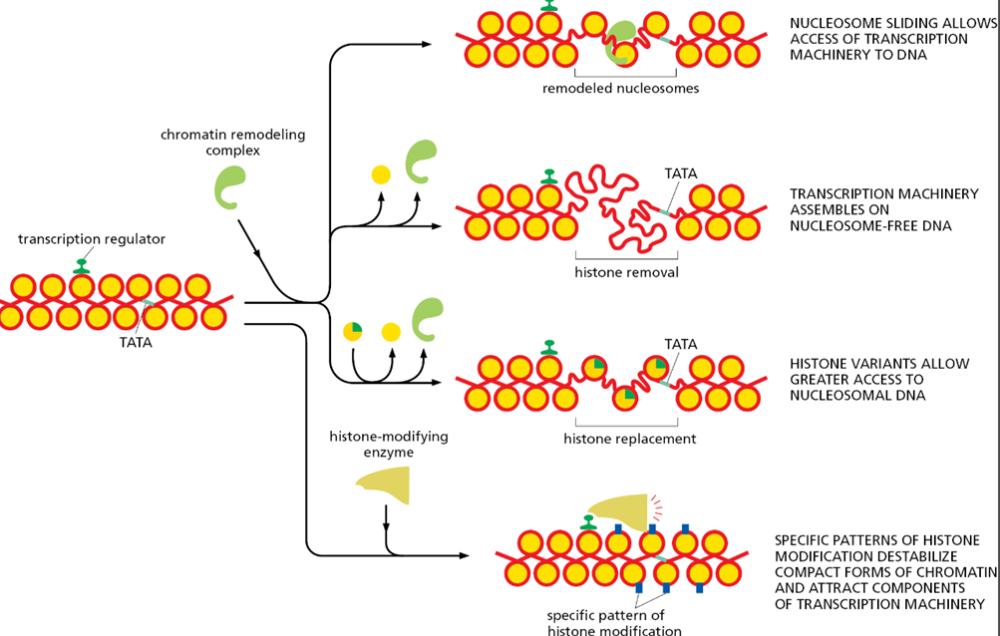 NUCLEOSOME SLIDING ALLOWS
ACCESS OF TRANSCRIPTION
MACHINERY TO DNA
remodeled nucleosomes
chromatin remodeling
complex
TATA
TRANSCRIPTION MACHINERY
ASSEMBLES ON
NUCLEOSOME-FREE DNA
histone removal
transcription regulator
TATA
TATA
HISTONE VARIANTS ALLOW
GREATER ACCESS TO
NUCLEOSOMAL DNA
histone replacement
histone-modifying
enzyme
SPECIFIC PATTERNS OF HISTONE
MODIFICATION DESTABILIZE
COMPACT FORMS OF CHROMATIN
AND ATTRACT COMPONENTS
OF TRANSCRIPTION MACHINERY
specific pattern of
histone modification